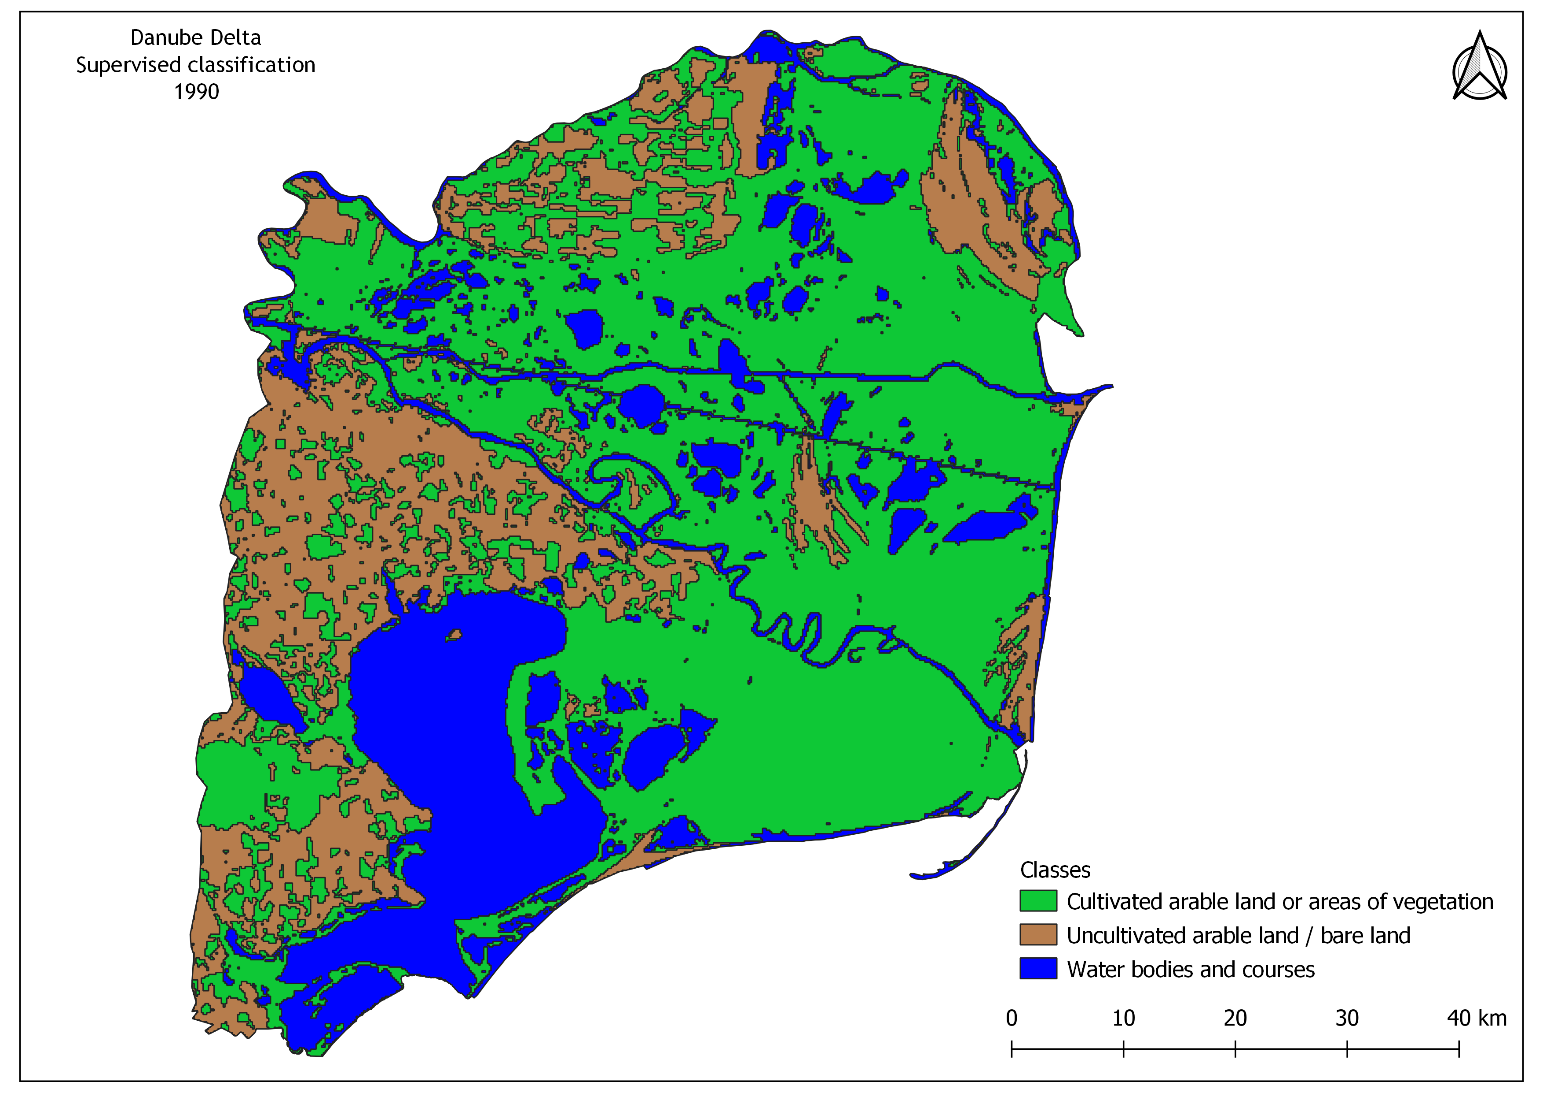 Danube Delta
Supervised classification
1990
Classes
Cultivated arable land or areas of vegetation
Uncultivated arable land / bare land
Water bodies and courses
0 10 20 30 40 km